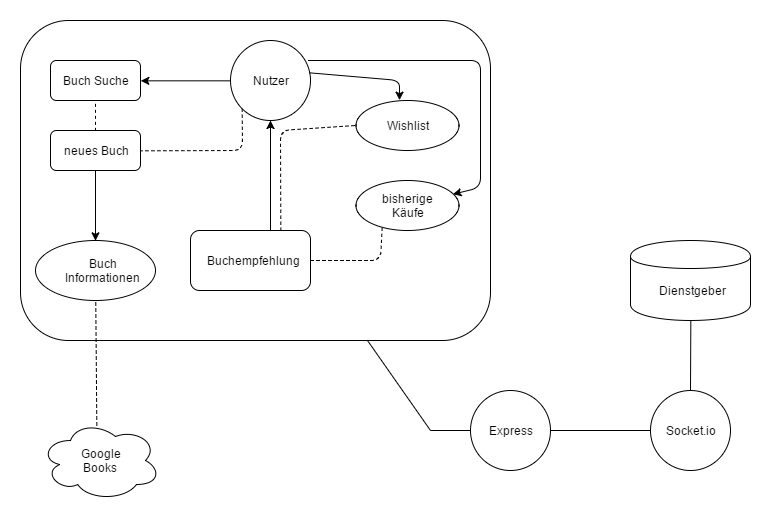 Buch Suche
Nutzer
Wishlist
neues Buch
bisherige
Käufe
Buch
Informationen
Buchempfehlung
Dienstgeber
Express
Socket.io
Google
Books